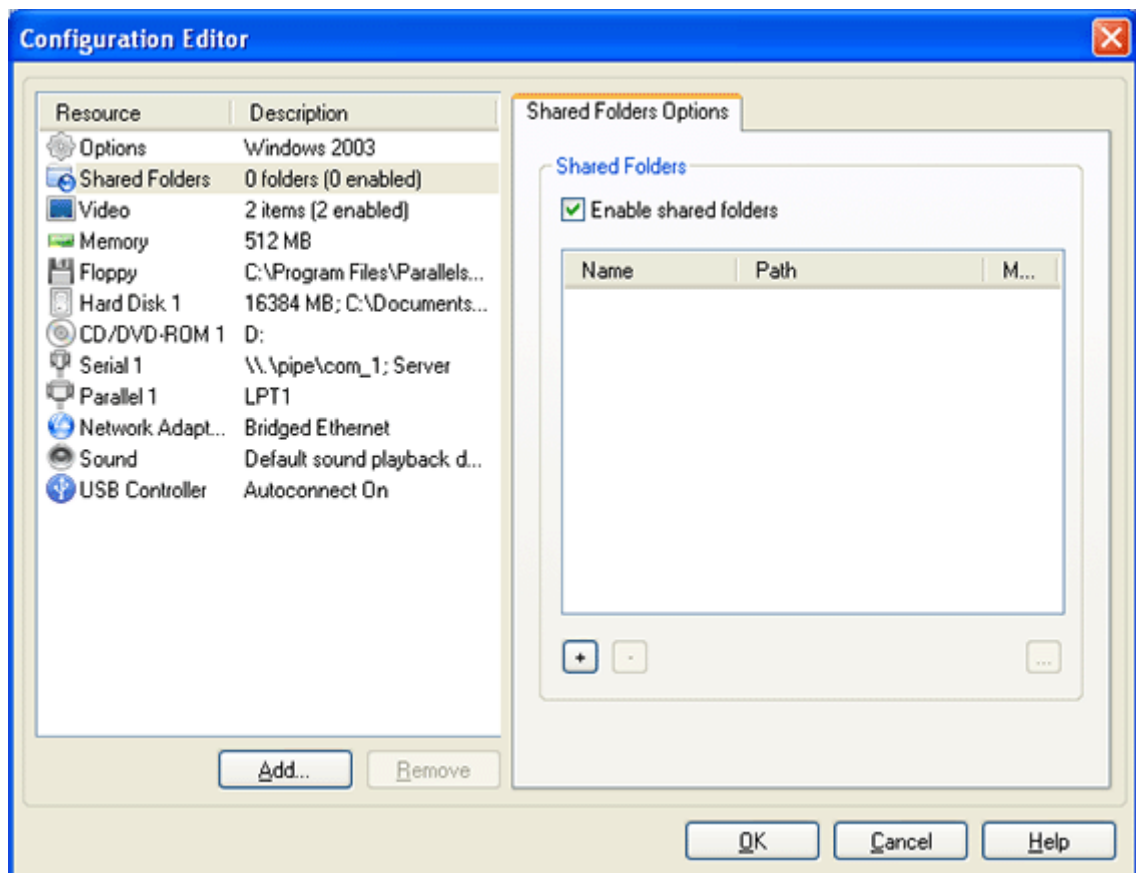 Configuration Editor
Resource Description
Options Windows 2003
Shared Folders 0 folders (0 enabled)
Video 2 items (2 enabled)
Memory 512 MB
Floppy C:\Program Files\Parallels...
Hard Disk 1 16384 MB; C:\Documents...
CD/DVD-ROM 1 D:
Serial 1 \\.\pipe\com_1; Server
Parallel 1 LPT1
Network Adapt... Bridged Ethernet
Sound Default sound playback d...
USB Controller Autoconnect On
Add... Remove
Shared Folders Options
Shared Folders
Enable shared folders
Name Path M...
+ - ...
OK Cancel Help